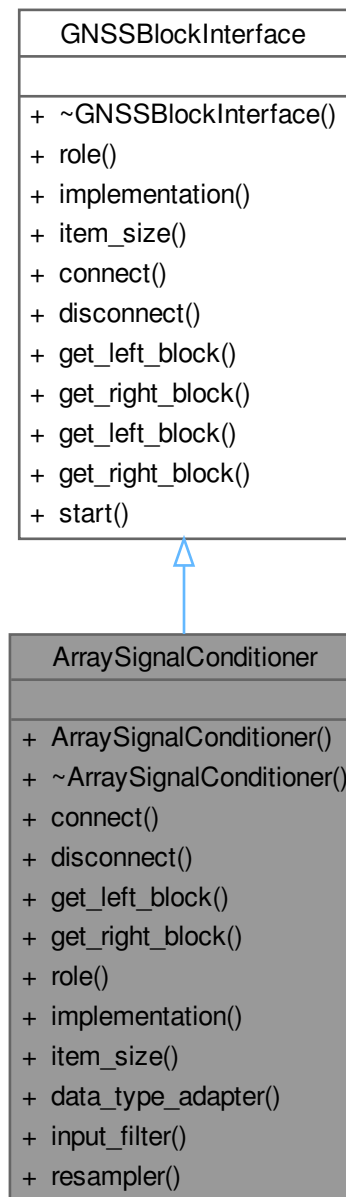 GNSSBlockInterface
+ ~GNSSBlockInterface()
+ role()
+ implementation()
+ item_size()
+ connect()
+ disconnect()
+ get_left_block()
+ get_right_block()
+ get_left_block()
+ get_right_block()
+ start()
ArraySignalConditioner
+ ArraySignalConditioner()
+ ~ArraySignalConditioner()
+ connect()
+ disconnect()
+ get_left_block()
+ get_right_block()
+ role()
+ implementation()
+ item_size()
+ data_type_adapter()
+ input_filter()
+ resampler()